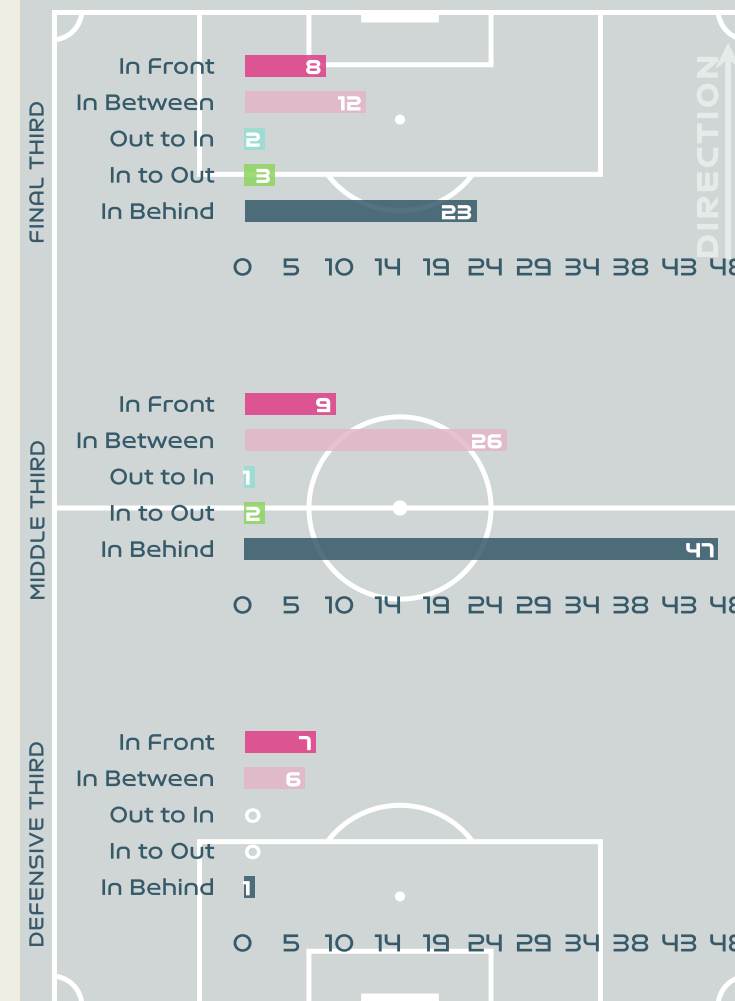 FINAL THIRD
In Front 8
In Between 12
Out to In 2
In to Out 3
In Behind 23
0 5 10 14 19 24 29 34 38 43 48
DIRECTION
MIDDLE THIRD
In Front 9
In Between 26
Out to In 1
In to Out 2
In Behind 47
0 5 10 14 19 24 29 34 38 43 48
DEFENSIVE THIRD
In Front 7
In Between 6
Out to In 0
In to Out 0
In Behind 1
0 5 10 14 19 24 29 34 38 43 48